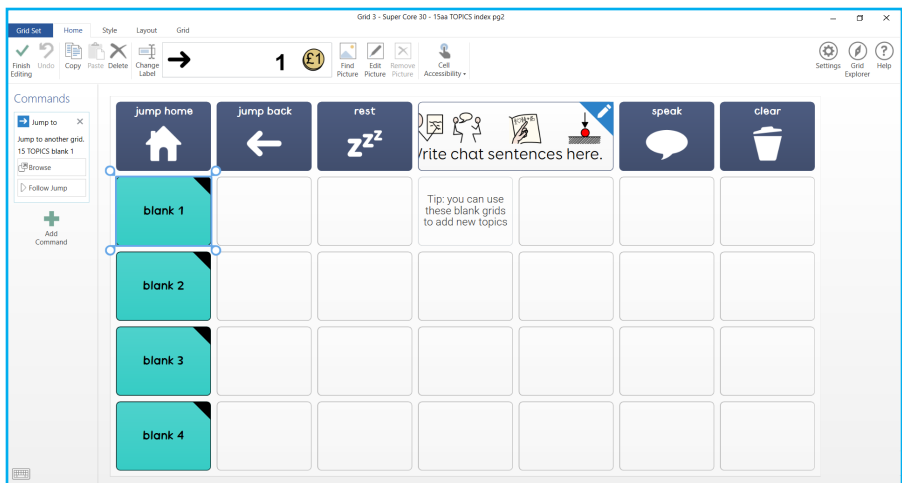 Grid 3 - Super Core 30 - 15aa TOPICS index pg2
Grid Set Home Style Layout Grid
Finish Editing Undo Copy Paste Delete Change Label → 1 £1 Find Picture Edit Picture Remove Picture Cell Accessibility Settings Grid Explorer Help
Commands
Jump to
Jump to another grid.
15 TOPICS blank 1
Browse
Follow Jump
Add
Command
jump home jump back rest speak clear
zzz
rite chat sentences here.
blank 1
Tip: you can use
these blank grids
to add new topics
blank 2
blank 3
blank 4